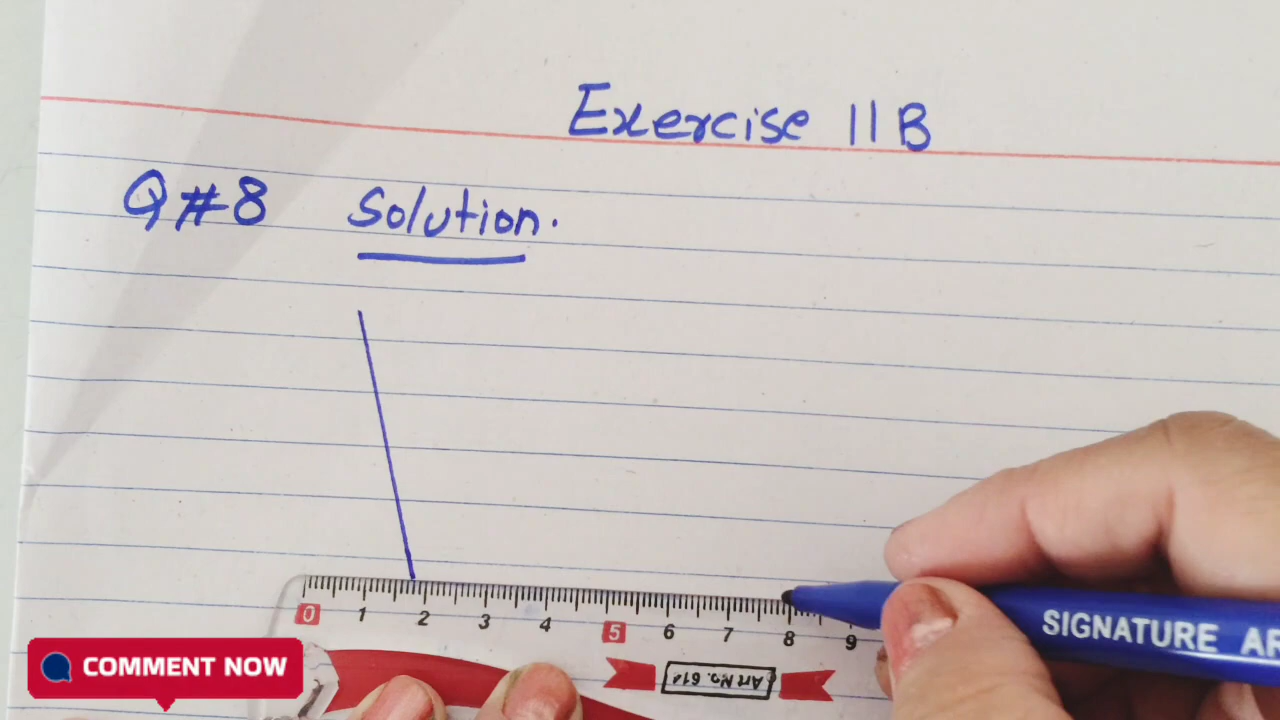 Exercise 11B
Q#8 Solution.
0 1 2 3 4 5 6 7 8 9
Art No. 614
SIGNATURE AR
COMMENT NOW